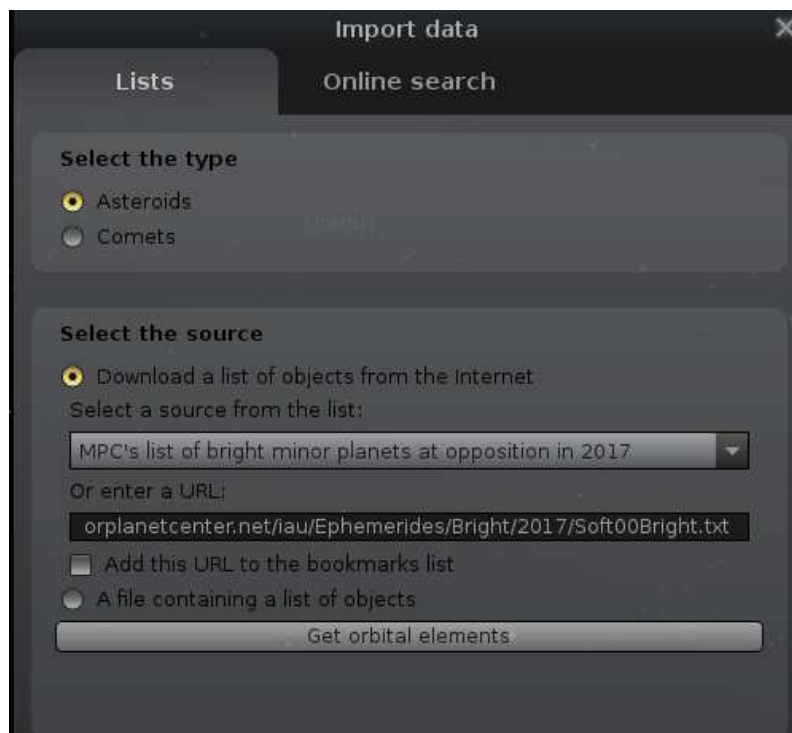 Import data
Lists
Online search
Select the type
Asteroids
Comets
Select the source
Download a list of objects from the Internet
Select a source from the list:
MPC's list of bright minor planets at opposition in 2017
Or enter a URL:
orplanetcenter.net/iau/Ephemerides/Bright/2017/Soft00Bright.txt
Add this URL to the bookmarks list
A file containing a list of objects
Get orbital elements